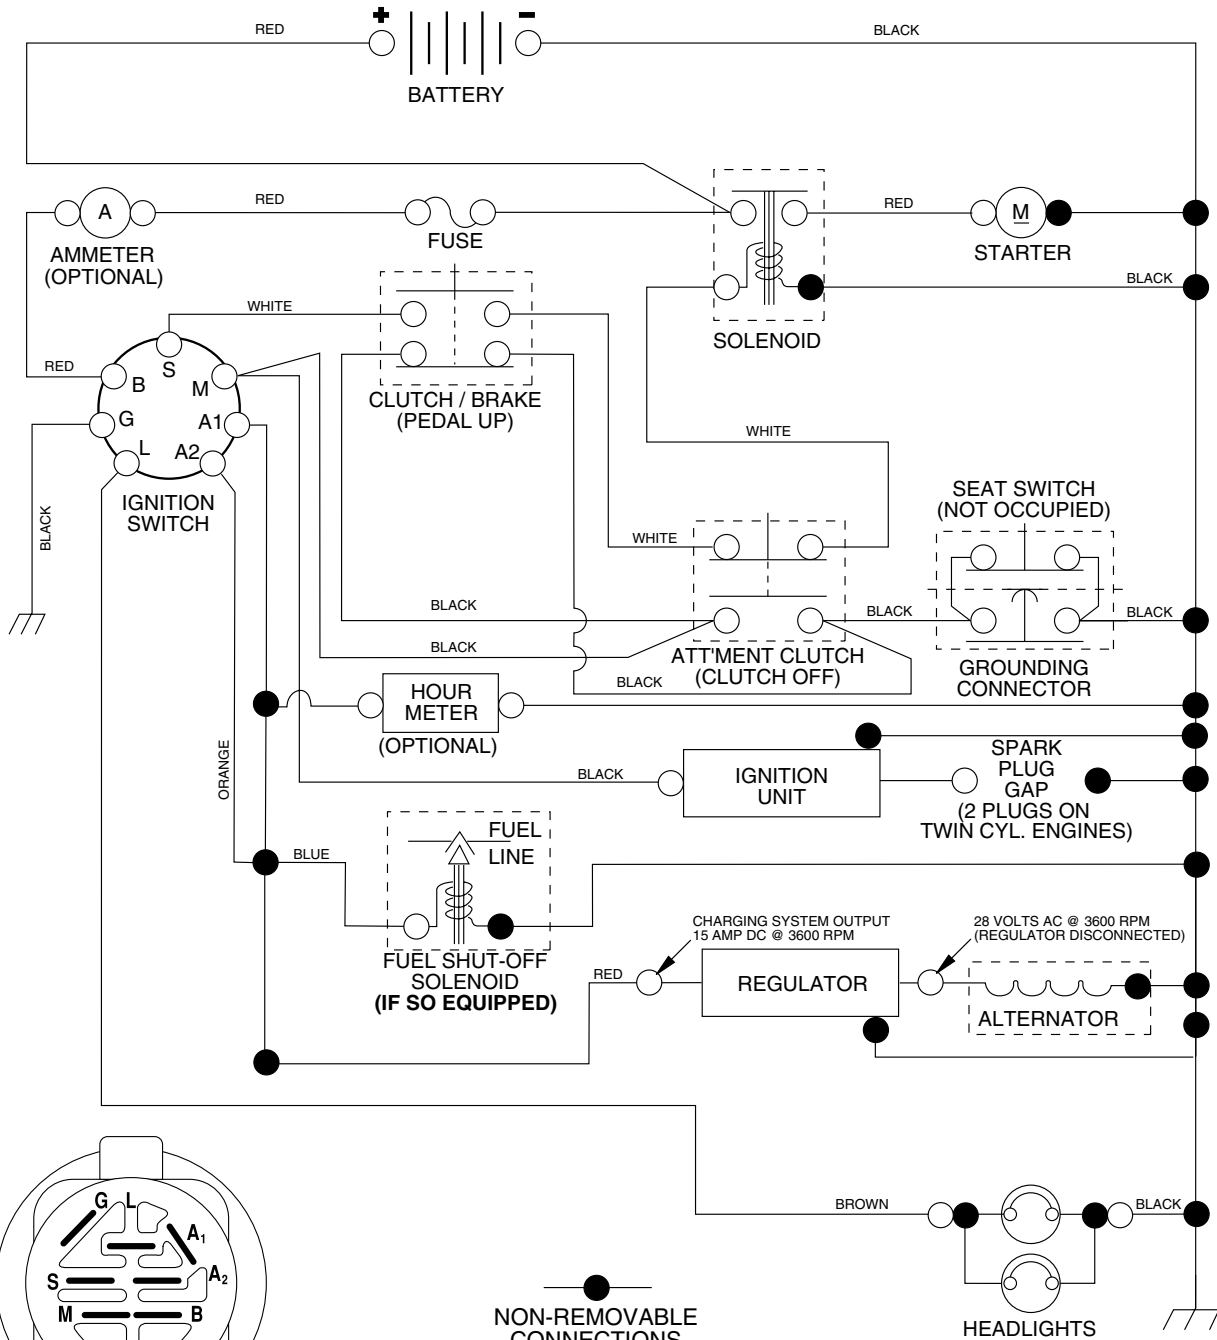 + -
RED
BLACK
BATTERY
A
RED
FUSE
RED
M
STARTER
AMMETER
(OPTIONAL)
BLACK
SOLENOID
WHITE
RED
S
B
M
G
A1
L
A2
CLUTCH / BRAKE
(PEDAL UP)
WHITE
IGNITION
SWITCH
BLACK
SEAT SWITCH
(NOT OCCUPIED)
WHITE
BLACK
BLACK
BLACK
BLACK
ATT'MENT CLUTCH
(CLUTCH OFF)
GROUNDING
CONNECTOR
BLACK
HOUR
METER
(OPTIONAL)
ORANGE
BLACK
IGNITION
UNIT
SPARK
PLUG
GAP
(2 PLUGS ON
TWIN CYL. ENGINES)
BLUE
FUEL
LINE
FUEL SHUT-OFF
SOLENOID
(IF SO EQUIPPED)
CHARGING SYSTEM OUTPUT
15 AMP DC @ 3600 RPM
28 VOLTS AC @ 3600 RPM
(REGULATOR DISCONNECTED)
RED
REGULATOR
ALTERNATOR
BROWN
BLACK
HEADLIGHTS
G L
A1
A2
S
M
B
NON-REMOVABLE
CONNECTIONS